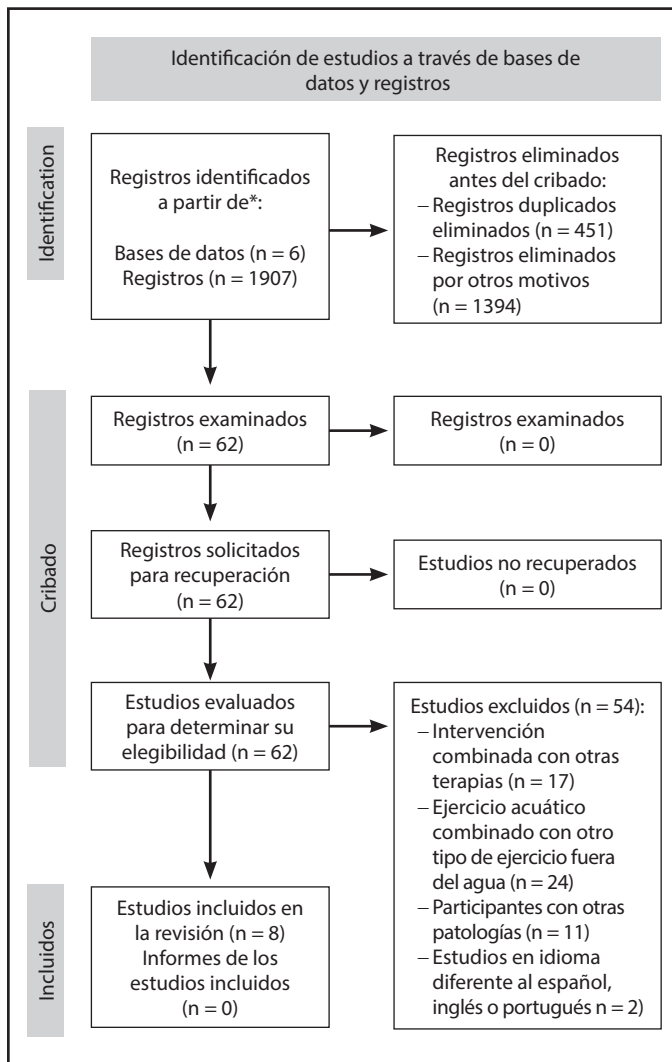 Identificación de estudios a través de bases de
datos y registros
Identification
Registros identificados
a partir de*:
Bases de datos (n = 6)
Registros (n = 1907)
Registros eliminados
antes del cribado:
– Registros duplicados
eliminados (n = 451)
– Registros eliminados
por otros motivos
(n = 1394)
Cribado
Registros examinados
(n = 62)
Registros examinados
(n = 0)
Registros solicitados
para recuperación
(n = 62)
Estudios no recuperados
(n = 0)
Estudios evaluados
para determinar su
elegibilidad (n = 62)
Estudios excluidos (n = 54):
– Intervención
combinada con otras
terapias (n = 17)
– Ejercicio acuático
combinado con otro
tipo de ejercicio fuera
del agua (n = 24)
– Participantes con otras
patologías (n = 11)
– Estudios en idioma
diferente al español,
inglés o portugués n = 2)
Incluidos
Estudios incluidos en
la revisión (n = 8)
Informes de los
estudios incluidos
(n = 0)